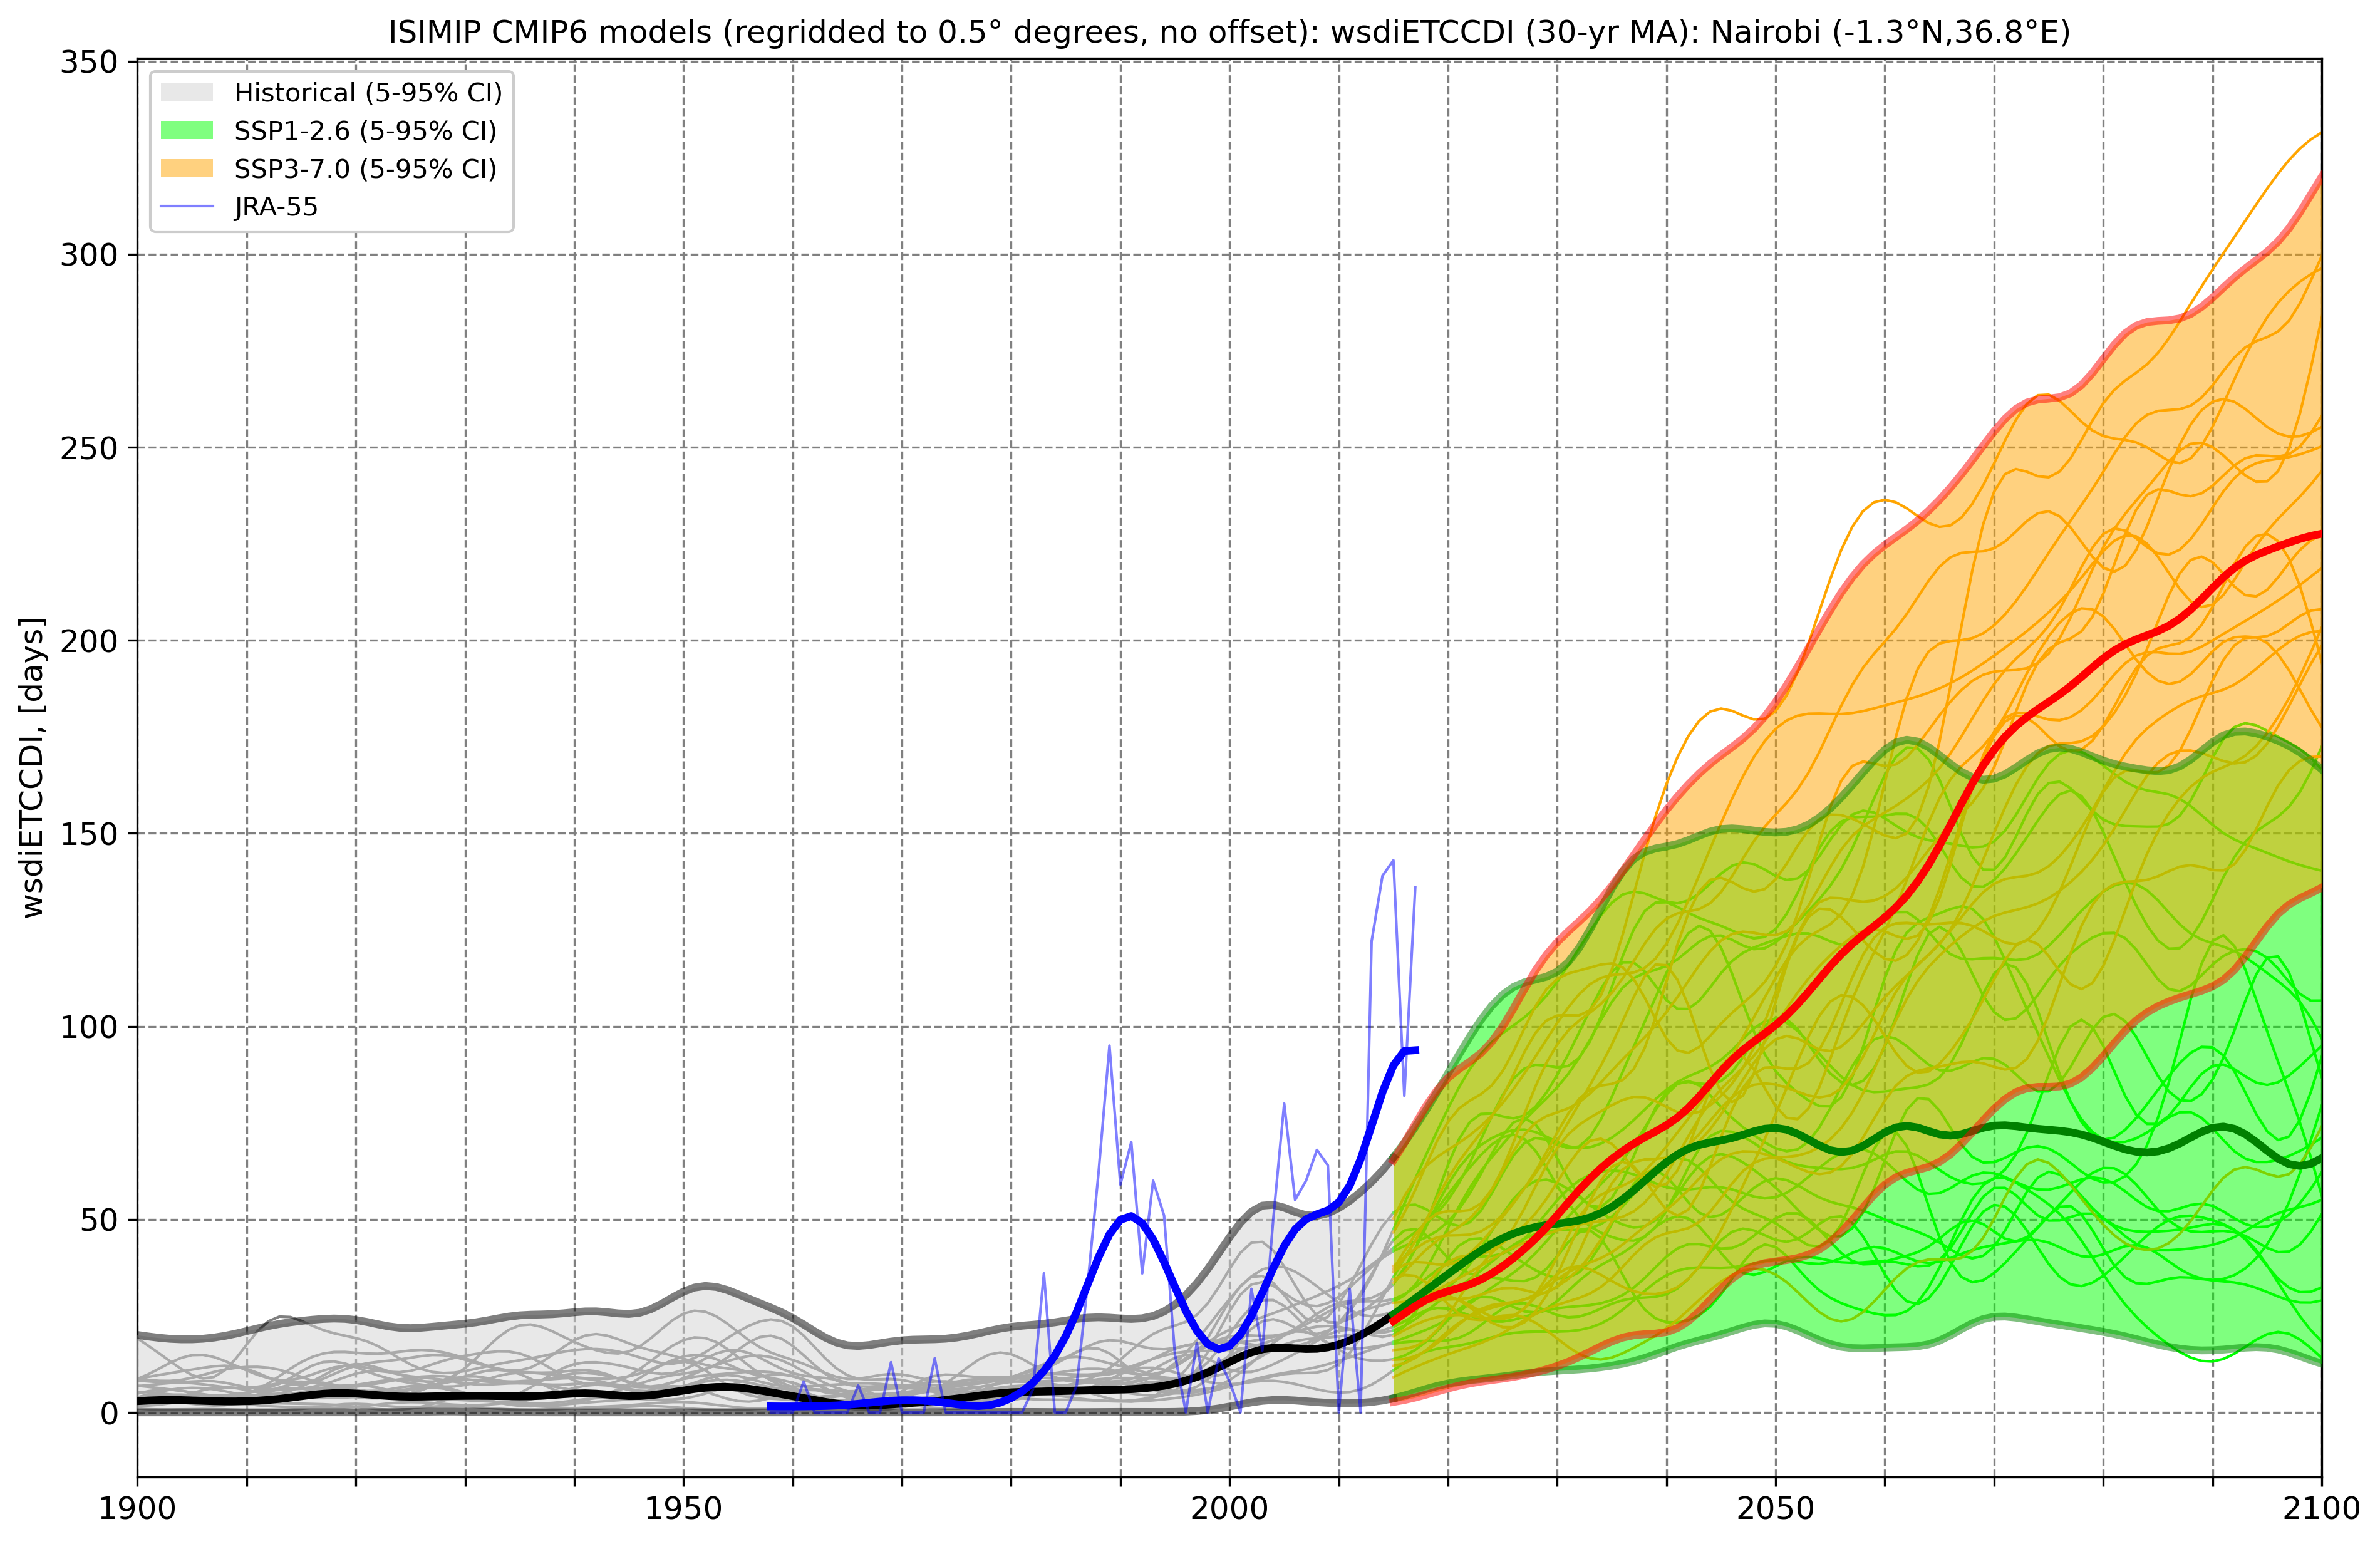 ISIMIP CMIP6 models (regridded to 0.5° degrees, no offset): wsdiETCCDI (30-yr MA): Nairobi (-1.3°N,36.8°E)
Historical (5-95% CI)
SSP1-2.6 (5-95% CI)
SSP3-7.0 (5-95% CI)
JRA-55
wsdiETCCDI, [days]
350
300
250
200
150
100
50
0
1900 1950 2000 2050 2100